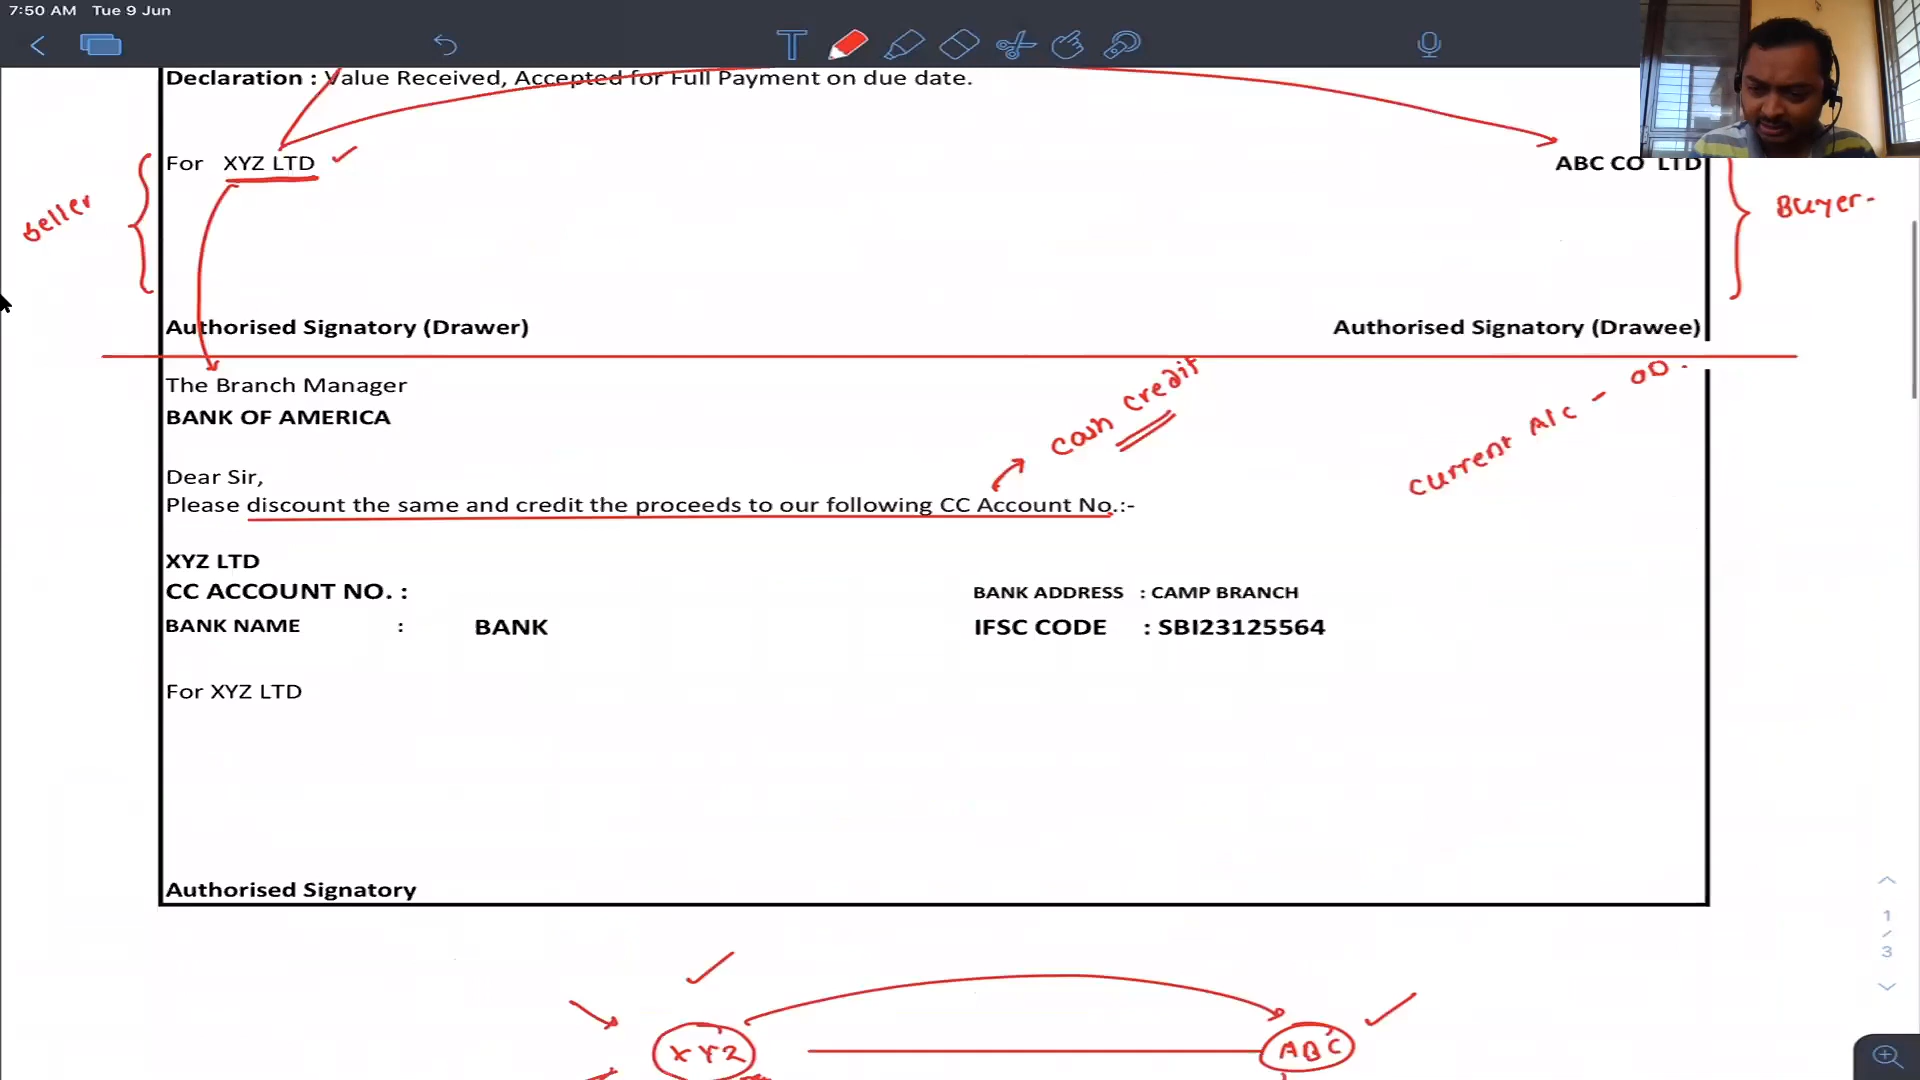 7:50 AM Tue 9 Jun
Declaration : Value Received, Accepted for Full Payment on due date.
For XYZ LTD
ABC CO LTD
Seller
Buyer-
Authorised Signatory (Drawer)
Authorised Signatory (Drawee)
The Branch Manager
BANK OF AMERICA
Cash Credit
Current A/c - OD.
Dear Sir,
Please discount the same and credit the proceeds to our following CC Account No.:-
XYZ LTD
CC ACCOUNT NO. :
BANK ADDRESS : CAMP BRANCH
BANK NAME : BANK
IFSC CODE : SBI23125564
For XYZ LTD
Authorised Signatory
1
/
3
XYZ
ABC